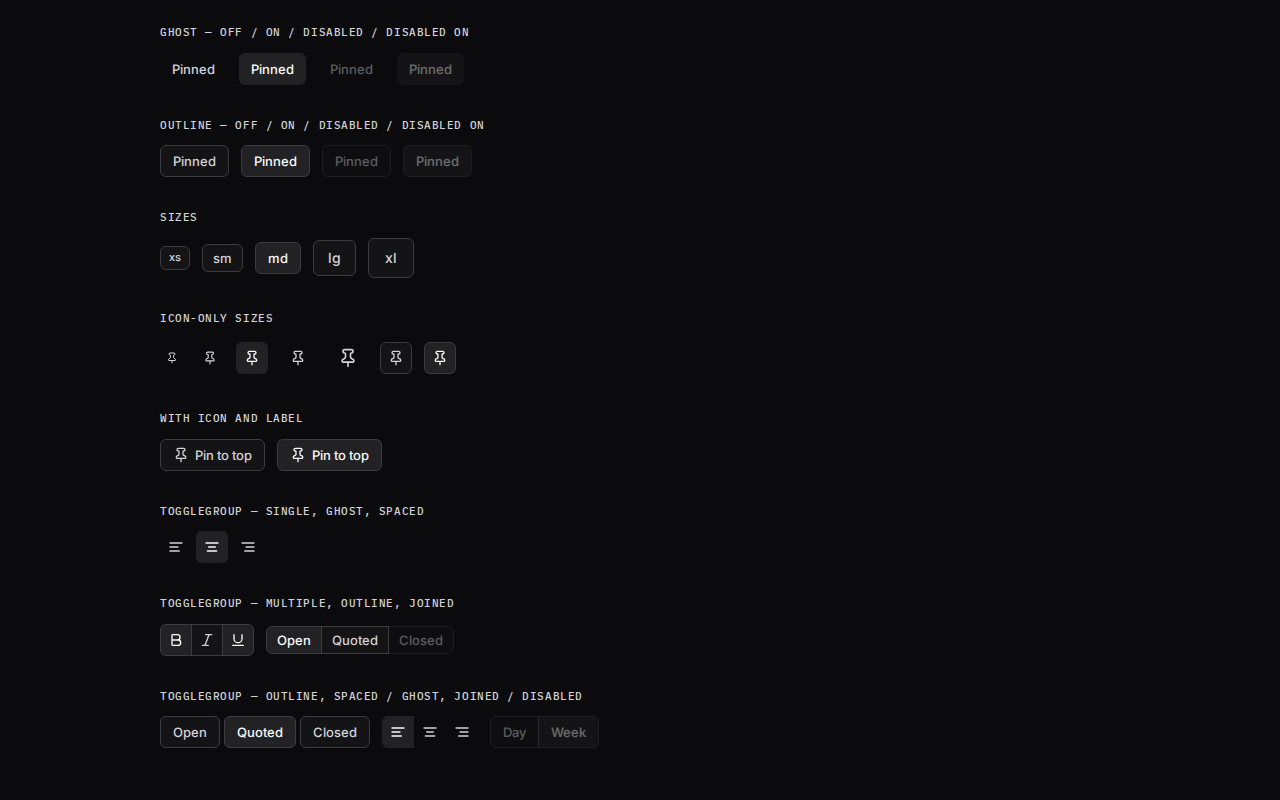 GHOST — OFF / ON / DISABLED / DISABLED ON
Pinned Pinned Pinned Pinned
OUTLINE — OFF / ON / DISABLED / DISABLED ON
Pinned Pinned Pinned Pinned
SIZES
xs sm md lg xl
ICON-ONLY SIZES
WITH ICON AND LABEL
Pin to top Pin to top
TOGGLEGROUP — SINGLE, GHOST, SPACED
TOGGLEGROUP — MULTIPLE, OUTLINE, JOINED
B I U Open Quoted Closed
TOGGLEGROUP — OUTLINE, SPACED / GHOST, JOINED / DISABLED
Open Quoted Closed Day Week